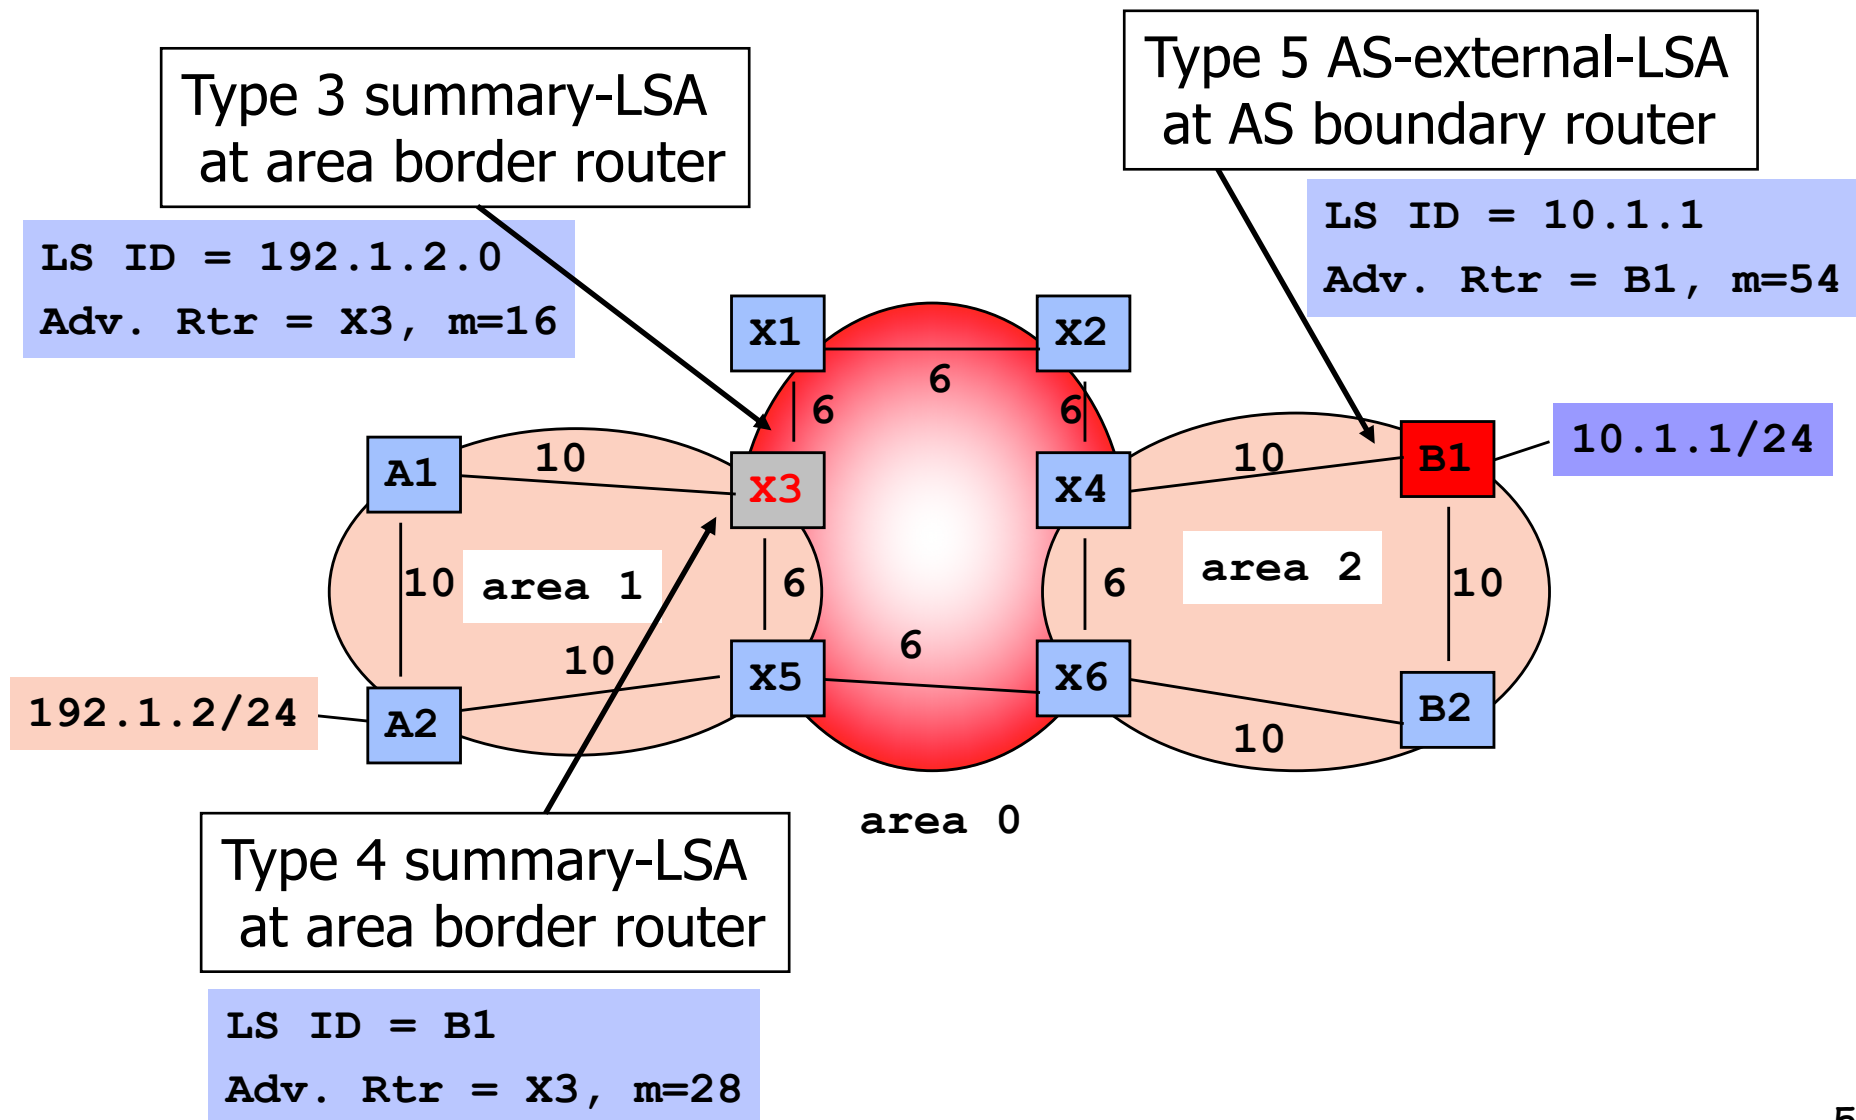 Type 3 summary-LSA
at area border router
LS ID = 192.1.2.0
Adv. Rtr = X3, m=16
Type 5 AS-external-LSA
at AS boundary router
LS ID = 10.1.1
Adv. Rtr = B1, m=54
X1
X2
6
6
6
A1
10
X3
X4
10
B1
10.1.1/24
10
area 1
6
6
area 2
10
10
6
192.1.2/24
A2
X5
X6
10
B2
area 0
Type 4 summary-LSA
at area border router
LS ID = B1
Adv. Rtr = X3, m=28